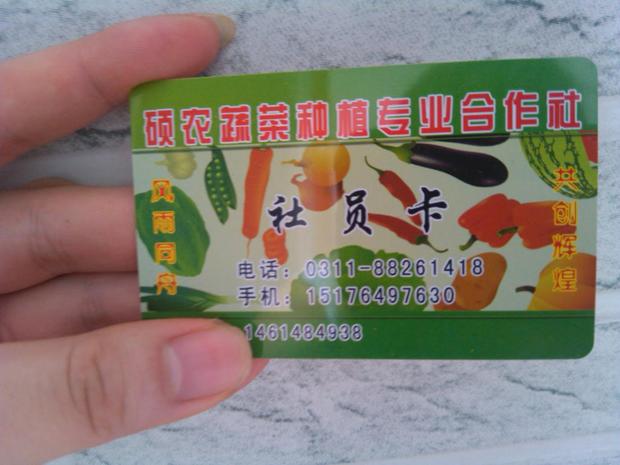 硕农蔬菜种植专业合作社
风雨同舟
社员卡
共创辉煌
电话：0311-88261418
手机：15176497630
1461484938